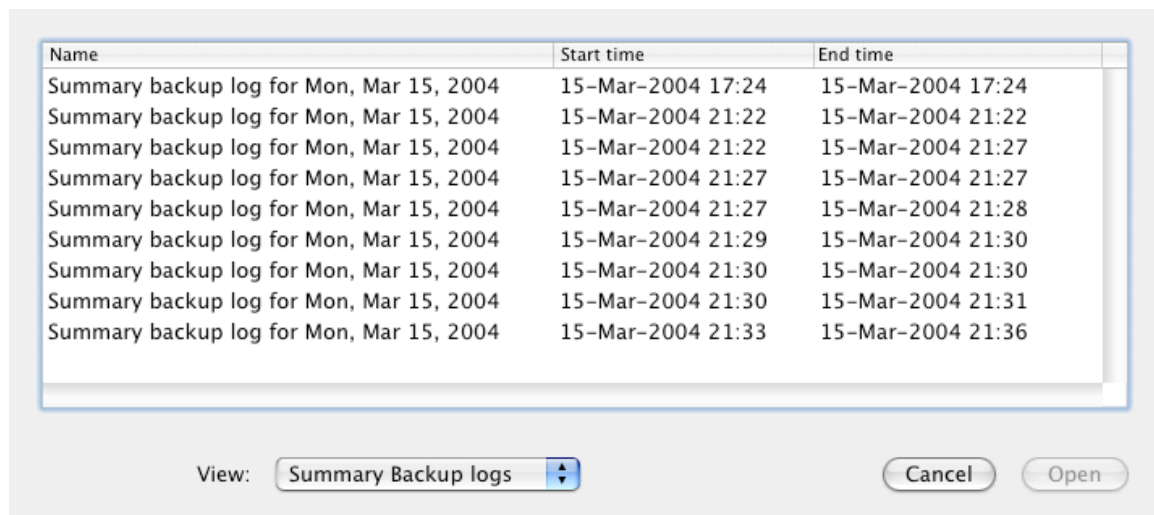 Name Start time End time
Summary backup log for Mon, Mar 15, 2004 15-Mar-2004 17:24 15-Mar-2004 17:24
Summary backup log for Mon, Mar 15, 2004 15-Mar-2004 21:22 15-Mar-2004 21:22
Summary backup log for Mon, Mar 15, 2004 15-Mar-2004 21:22 15-Mar-2004 21:27
Summary backup log for Mon, Mar 15, 2004 15-Mar-2004 21:27 15-Mar-2004 21:27
Summary backup log for Mon, Mar 15, 2004 15-Mar-2004 21:27 15-Mar-2004 21:28
Summary backup log for Mon, Mar 15, 2004 15-Mar-2004 21:29 15-Mar-2004 21:30
Summary backup log for Mon, Mar 15, 2004 15-Mar-2004 21:30 15-Mar-2004 21:30
Summary backup log for Mon, Mar 15, 2004 15-Mar-2004 21:30 15-Mar-2004 21:31
Summary backup log for Mon, Mar 15, 2004 15-Mar-2004 21:33 15-Mar-2004 21:36
View: Summary Backup logs Cancel Open